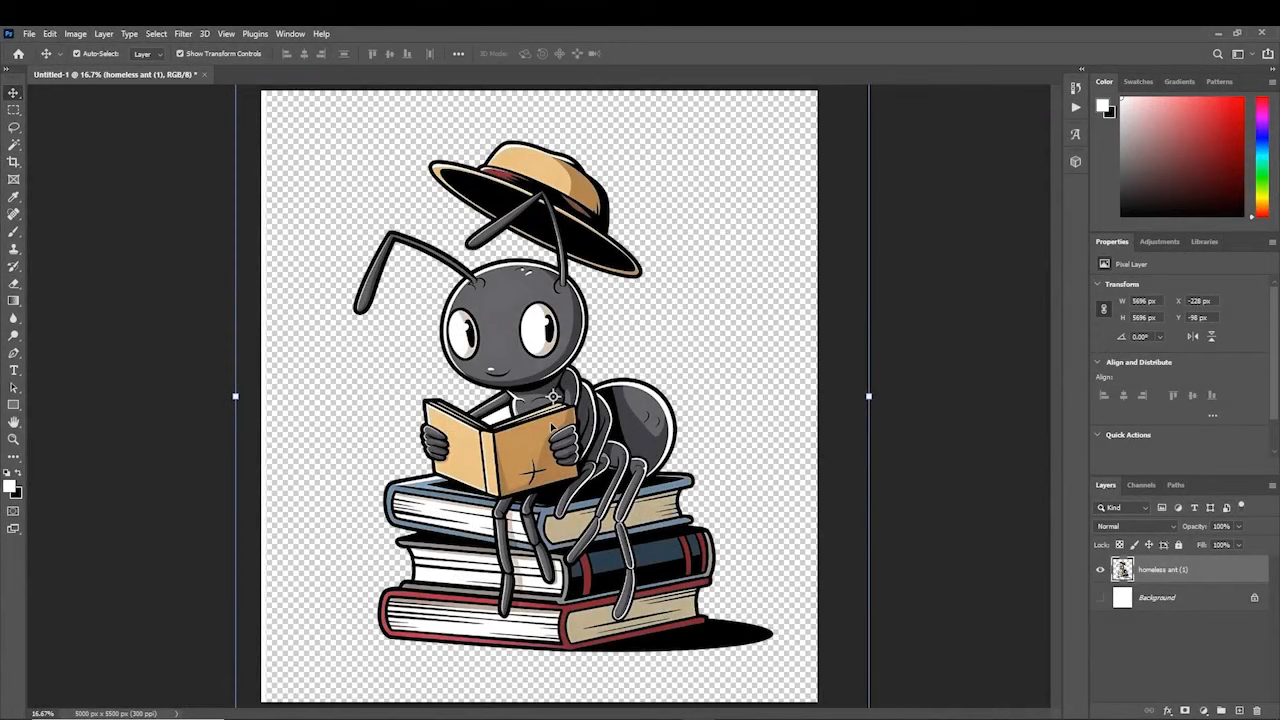 Ps File Edit Image Layer Type Select Filter 3D View Plugins Window Help
Auto-Select: Layer Show Transform Controls 3D Mode:
Untitled-1 @ 16.7% (homeless ant (1), RGB/8) *
Color Swatches Gradients Patterns
Properties Adjustments Libraries
Pixel Layer
Transform
W 5696 px X -228 px
H 5696 px Y -98 px
0.00°
Align and Distribute
Align:
Quick Actions
Layers Channels Paths
Kind
Normal Opacity: 100%
Lock: Fill: 100%
homeless ant (1)
Background
16.67% 5000 px x 5500 px (300 ppi)